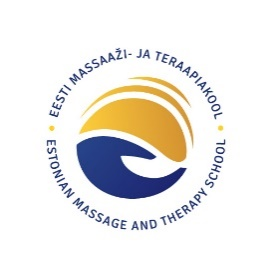 EESTI MASSAAŽI- JA TERAAPIAKOOL
ESTONIAN MASSAGE AND THERAPY SCHOOL